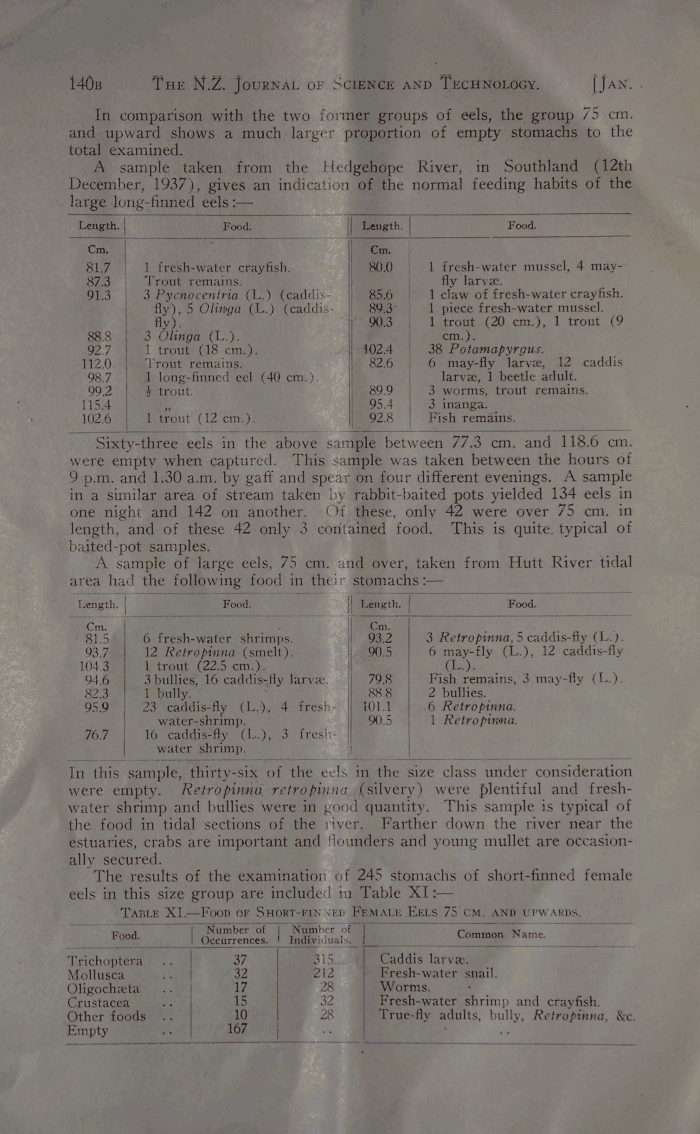 140B THE N.Z. JOURNAL OF SCIENCE AND TECHNOLOGY. [JAN.
In comparison with the two former groups of eels, the group 75 cm.
and upward shows a much larger proportion of empty stomachs to the
total examined.
A sample taken from the Hedgehope River, in Southland (12th
December, 1937), gives an indication of the normal feeding habits of the
large long-finned eels:—
Length. Food. Length. Food.
Cm. Cm.
81.7 1 fresh-water crayfish. 80.0 1 fresh-water mussel, 4 may-
87.3 Trout remains. fly larvæ.
91.3 3 Pycnocentria (L.) (caddis- 85.6 1 claw of fresh-water crayfish.
fly), 5 Olinga (L.) (caddis- 89.3 1 piece fresh-water mussel.
fly). 90.3 1 trout (20 cm.), 1 trout (9
88.8 3 Olinga (L.). cm.).
92.7 1 trout (18 cm.). 102.4 38 Potamapyrgus.
112.0 Trout remains. 82.6 6 may-fly larvæ, 12 caddis
98.7 1 long-finned eel (40 cm.). larvæ, 1 beetle adult.
99.2 ½ trout. 89.9 3 worms, trout remains.
115.4 ,, 95.4 3 inanga.
102.6 1 trout (12 cm.). 92.8 Fish remains.
Sixty-three eels in the above sample between 77.3 cm. and 118.6 cm.
were empty when captured. This sample was taken between the hours of
9 p.m. and 1.30 a.m. by gaff and spear on four different evenings. A sample
in a similar area of stream taken by rabbit-baited pots yielded 134 eels in
one night and 142 on another. Of these, only 42 were over 75 cm. in
length, and of these 42 only 3 contained food. This is quite typical of
baited-pot samples.
A sample of large eels, 75 cm. and over, taken from Hutt River tidal
area had the following food in their stomachs:—
Length. Food. Length. Food.
Cm. Cm.
81.5 6 fresh-water shrimps. 93.2 3 Retropinna, 5 caddis-fly (L.).
93.7 12 Retropinna (smelt). 90.5 6 may-fly (L.), 12 caddis-fly
104.3 1 trout (22.5 cm.). (L.).
94.6 3 bullies, 16 caddis-fly larvæ. 79.8 Fish remains, 3 may-fly (L.).
82.3 1 bully. 88.8 2 bullies.
95.9 23 caddis-fly (L.), 4 fresh- 101.1 6 Retropinna.
water-shrimp. 90.5 1 Retropinna.
76.7 16 caddis-fly (L.), 3 fresh-
water shrimp.
In this sample, thirty-six of the eels in the size class under consideration
were empty. Retropinna retropinna (silvery) were plentiful and fresh-
water shrimp and bullies were in good quantity. This sample is typical of
the food in tidal sections of the river. Farther down the river near the
estuaries, crabs are important and flounders and young mullet are occasion-
ally secured.
The results of the examination of 245 stomachs of short-finned female
eels in this size group are included in Table XI:—
TABLE XI.—FOOD OF SHORT-FINNED FEMALE EELS 75 CM. AND UPWARDS.
Food. Number of Occurrences. Number of Individuals. Common Name.
Trichoptera .. 37 315 Caddis larvæ.
Mollusca .. 32 212 Fresh-water snail.
Oligochæta .. 17 28 Worms.
Crustacea .. 15 32 Fresh-water shrimp and crayfish.
Other foods .. 10 28 True-fly adults, bully, Retropinna, &c.
Empty .. 167 .. ..